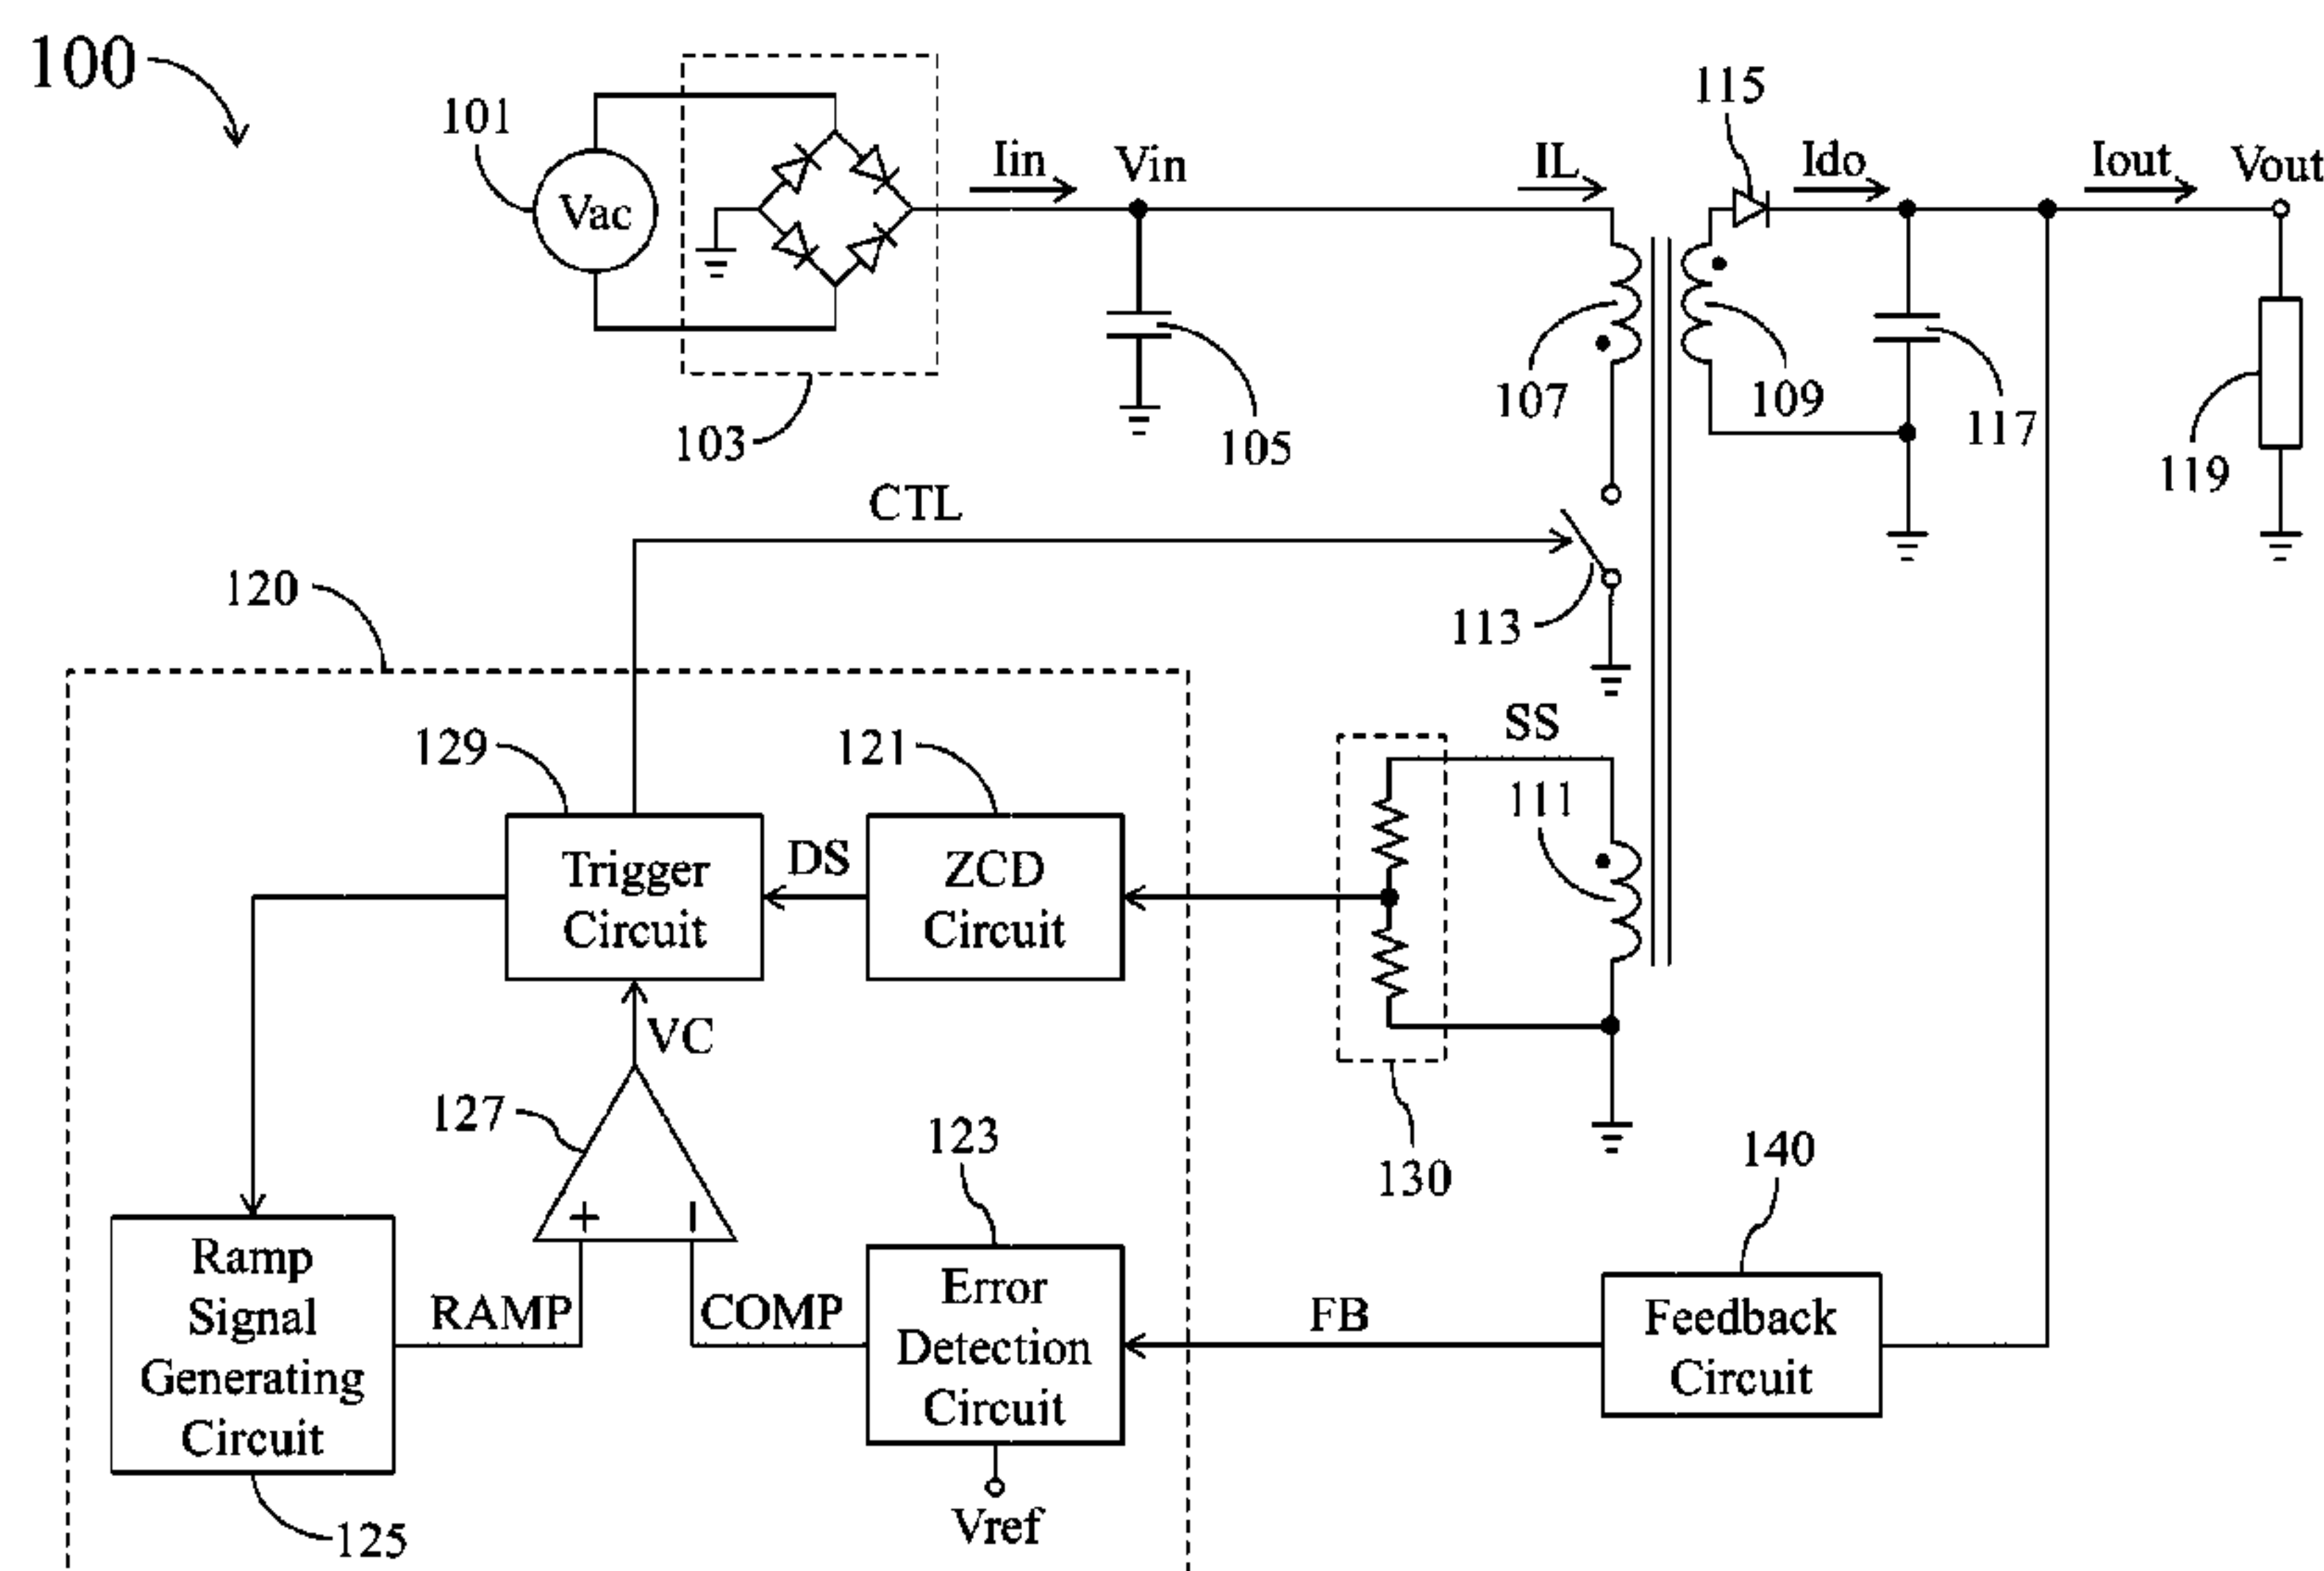 100
115
101
Iin
Vin
IL
Ido
Iout
Vout
Vac
107
109
117
103
105
119
CTL
120
113
SS
129
121
111
Trigger
Circuit
DS
ZCD
Circuit
VC
127
123
130
140
+
−
Ramp
Signal
Generating
Circuit
RAMP
COMP
Error
Detection
Circuit
FB
Feedback
Circuit
Vref
125